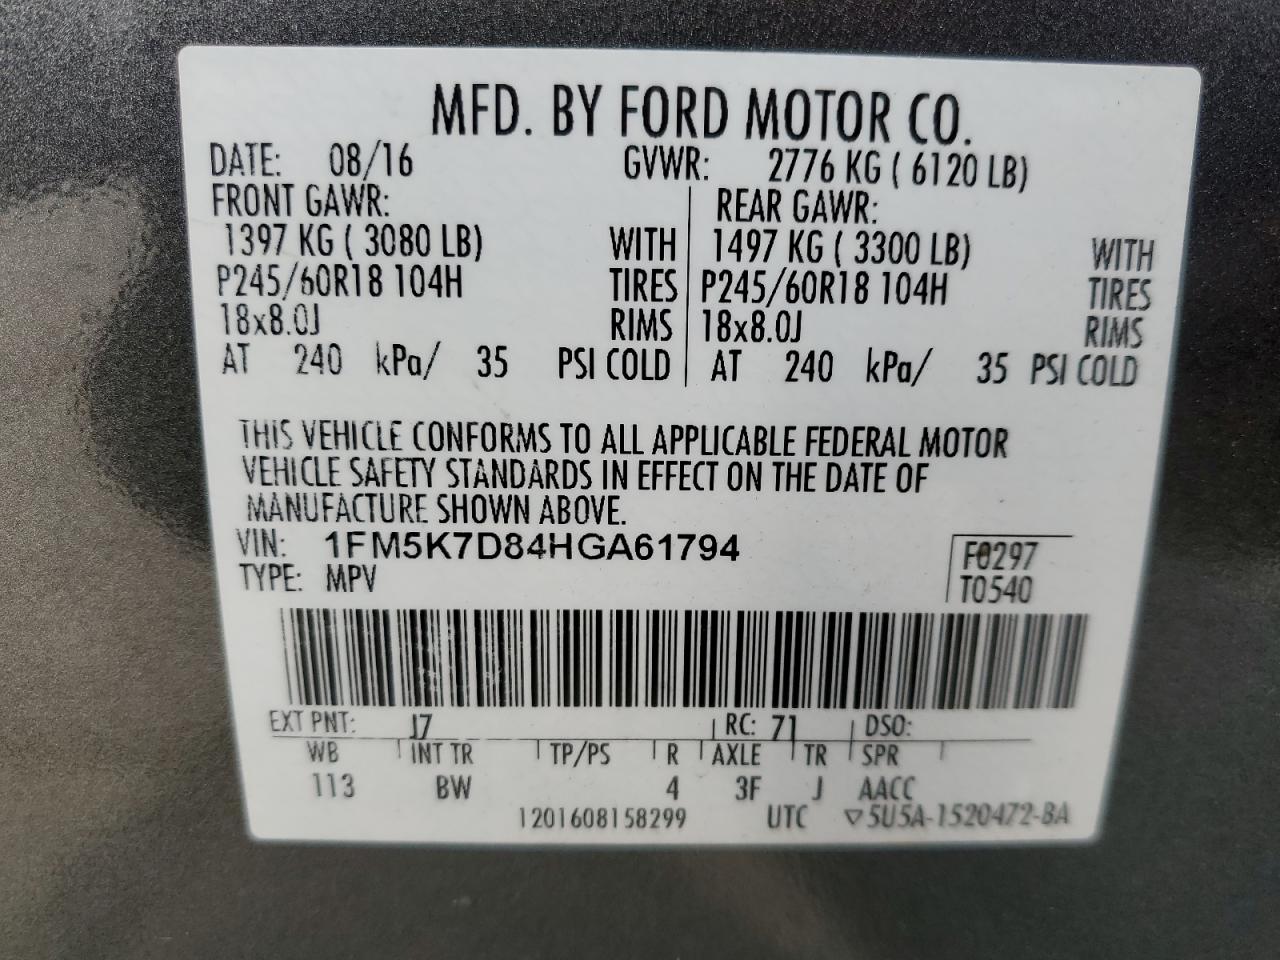 MFD. BY FORD MOTOR CO.
DATE: 08/16 GVWR: 2776 KG ( 6120 LB)
FRONT GAWR: REAR GAWR:
1397 KG ( 3080 LB) WITH 1497 KG ( 3300 LB) WITH
P245/60R18 104H TIRES P245/60R18 104H TIRES
18x8.0J RIMS 18x8.0J RIMS
AT 240 kPa/ 35 PSI COLD AT 240 kPa/ 35 PSI COLD
THIS VEHICLE CONFORMS TO ALL APPLICABLE FEDERAL MOTOR
VEHICLE SAFETY STANDARDS IN EFFECT ON THE DATE OF
MANUFACTURE SHOWN ABOVE.
VIN: 1FM5K7D84HGA61794 F0297
TYPE: MPV T0540
EXT PNT: J7 RC: 71 DSO:
WB INT TR TP/PS R AXLE TR SPR
113 BW 4 3F J AACC
1201608158299 UTC ▽5U5A-1520472-BA